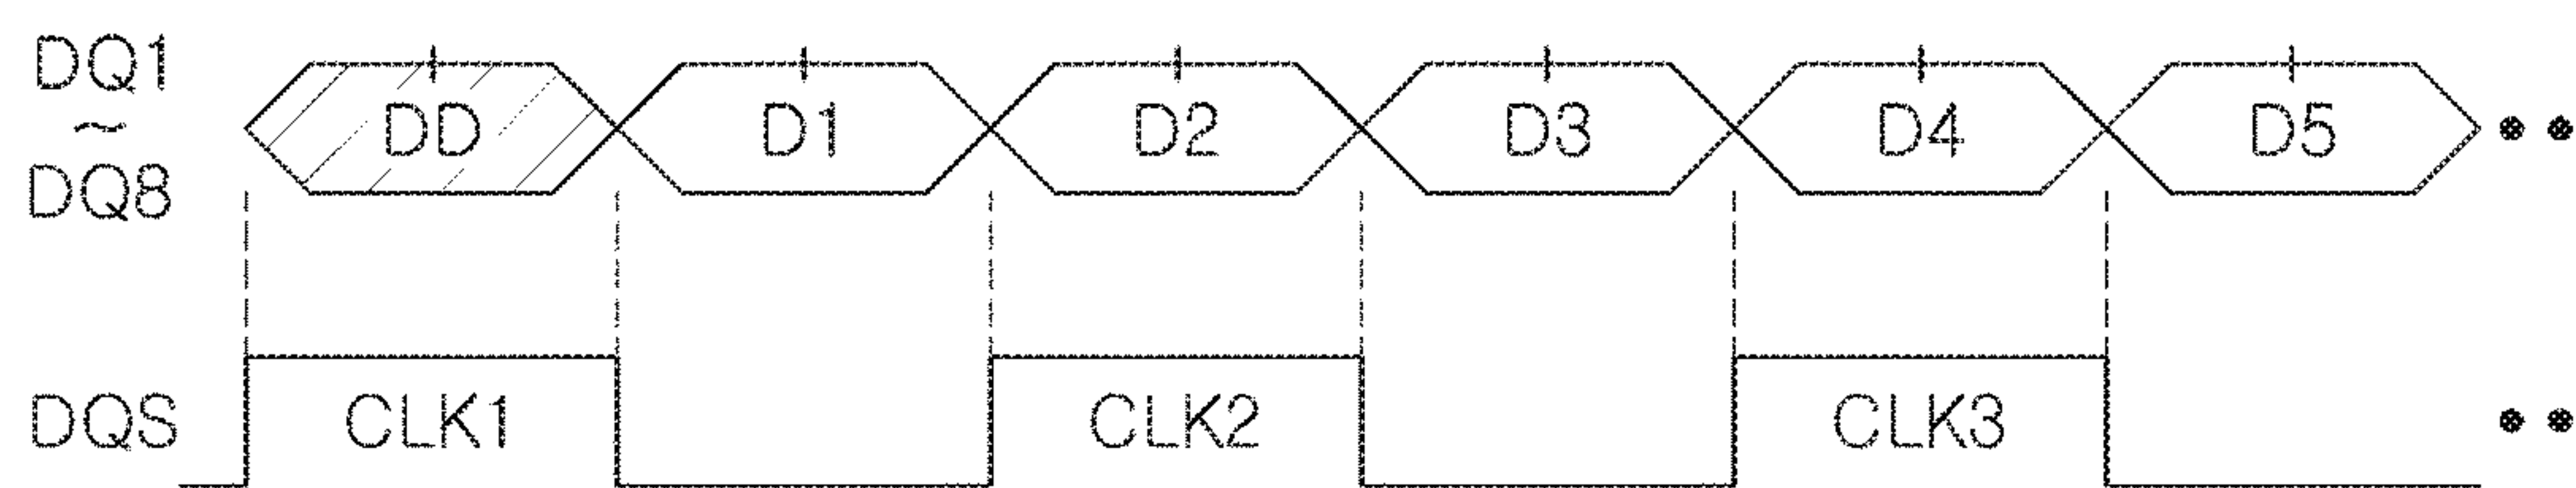 DQ1
~
DQ8
DD D1 D2 D3 D4 D5
DQS CLK1 CLK2 CLK3